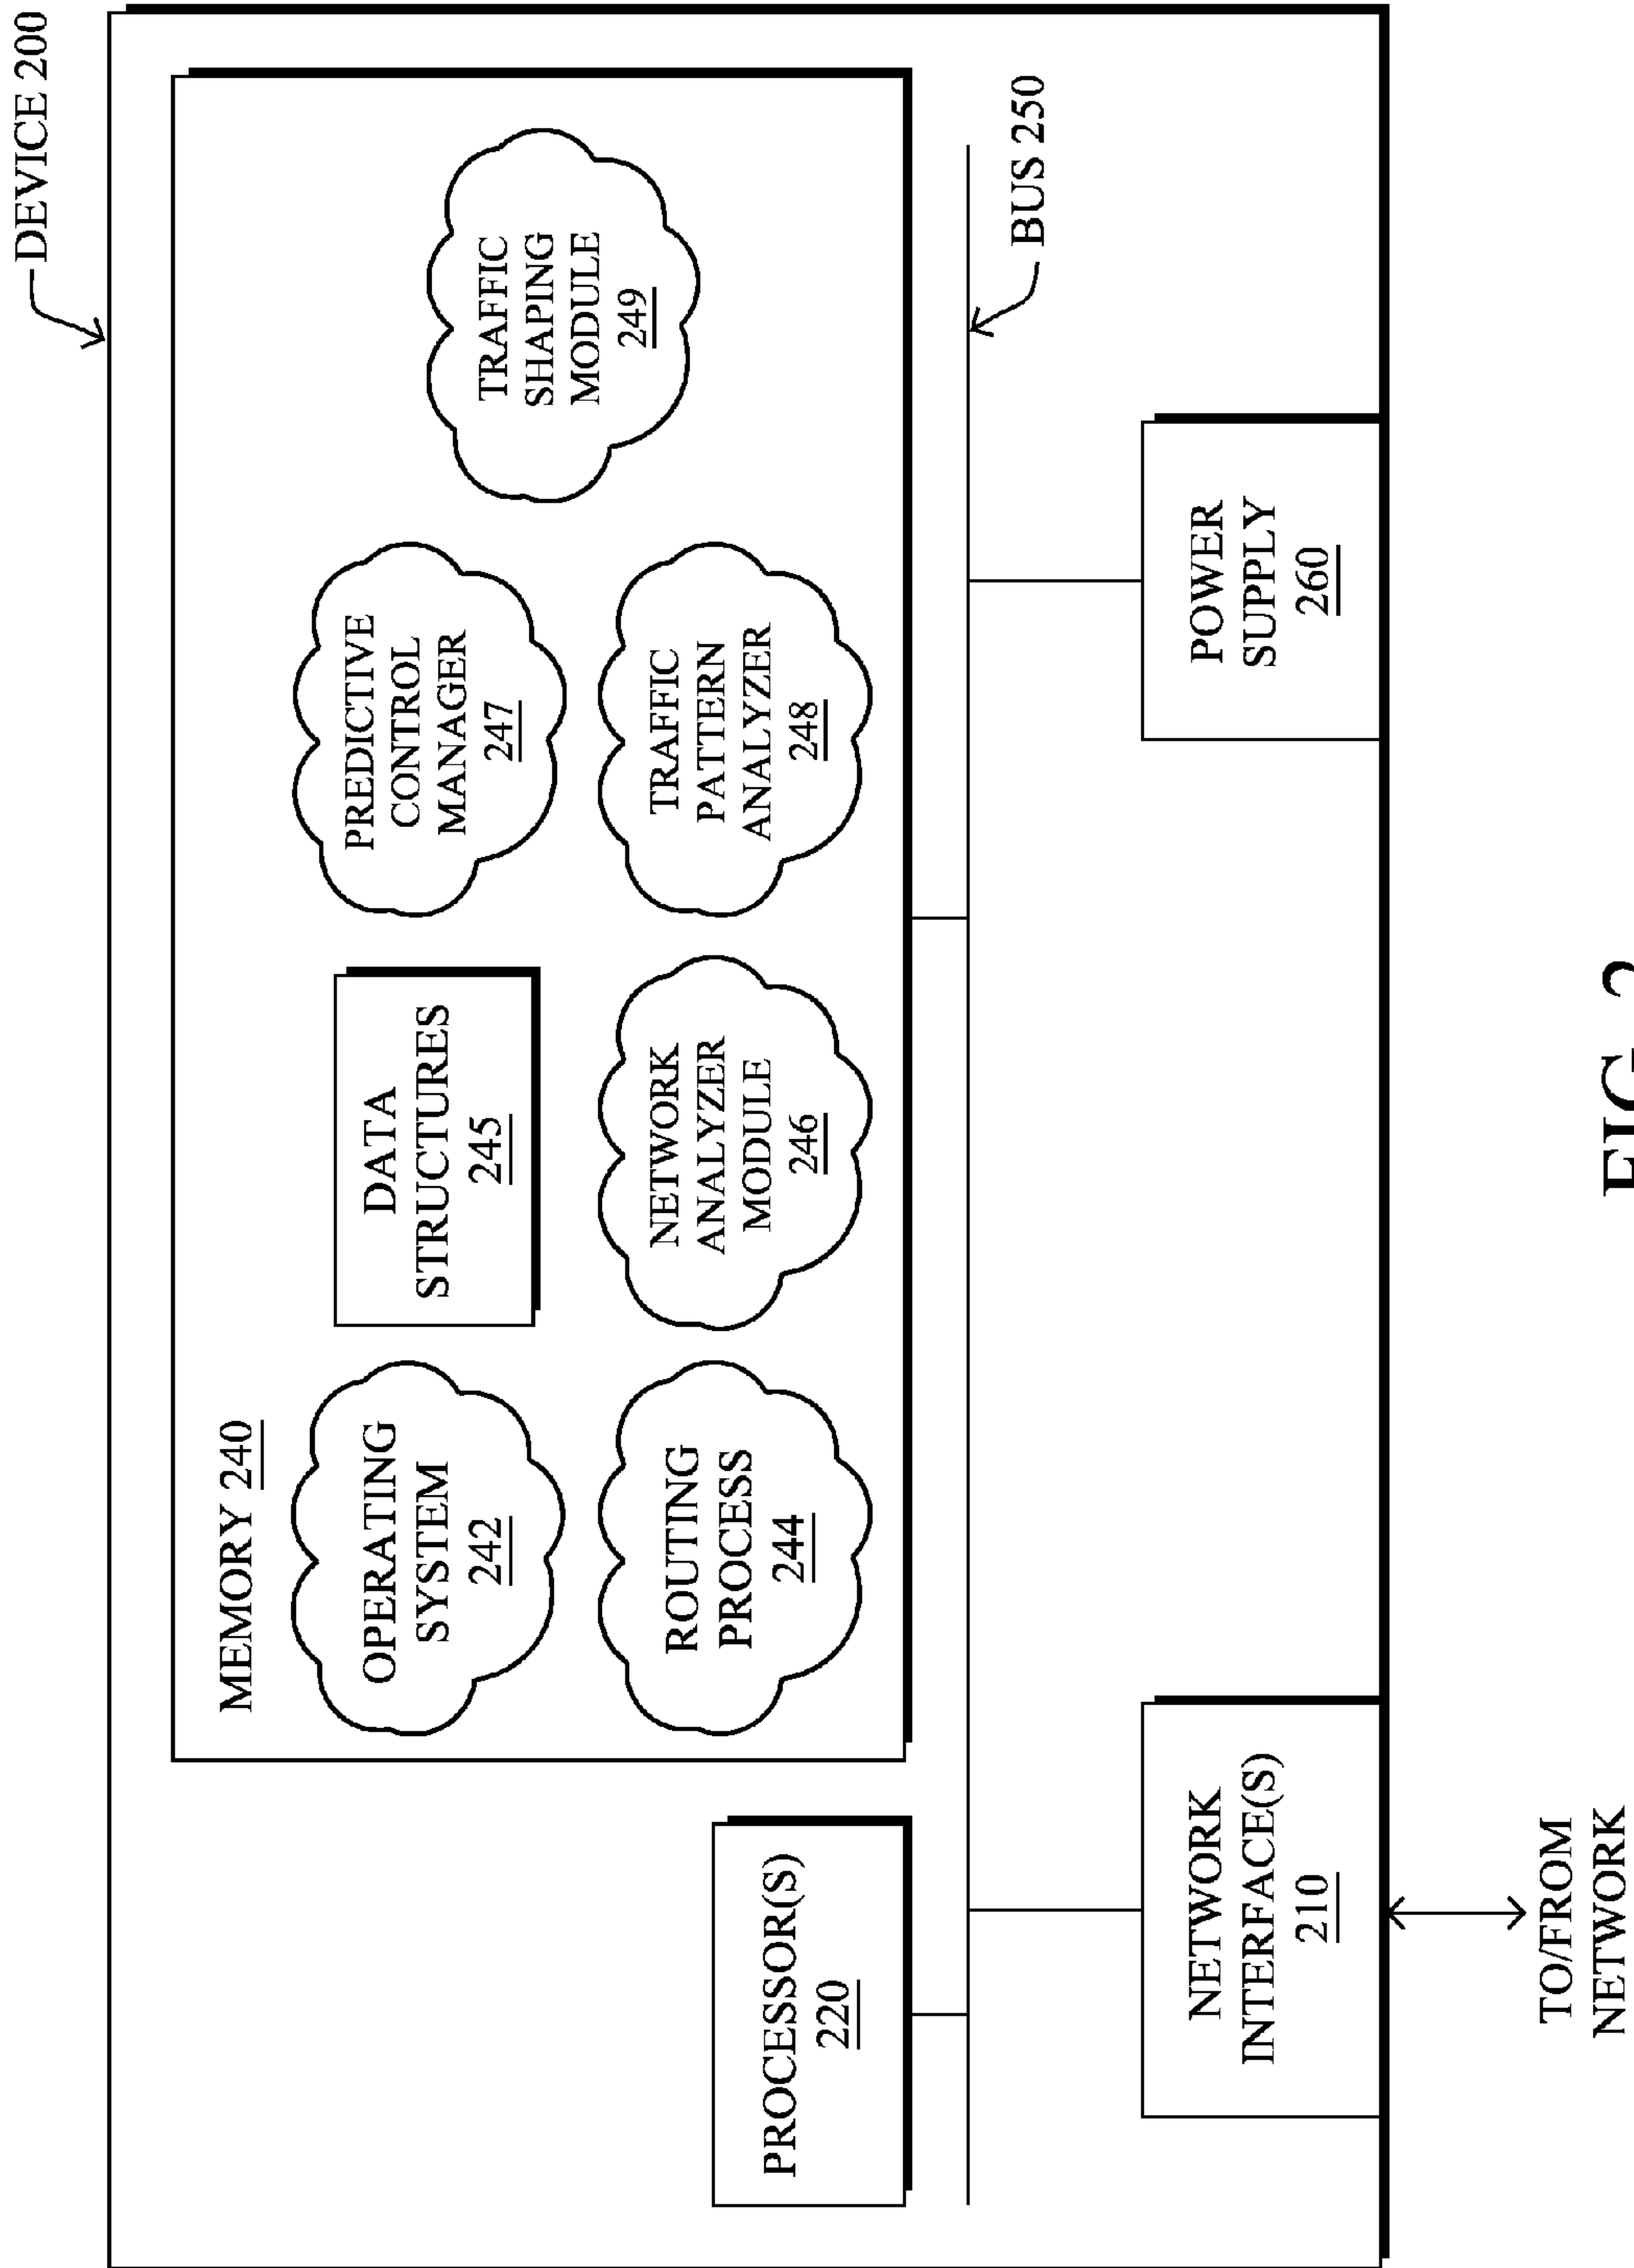 DEVICE 200
MEMORY 240
OPERATING
SYSTEM
242
DATA
STRUCTURES
245
PREDICTIVE
CONTROL
MANAGER
247
TRAFFIC
SHAPING
MODULE
249
ROUTING
PROCESS
244
NETWORK
ANALYZER
MODULE
246
TRAFFIC
PATTERN
ANALYZER
248
PROCESSOR(S)
220
BUS 250
NETWORK
INTERFACE(S)
210
POWER
SUPPLY
260
TO/FROM
NETWORK
FIG. 2